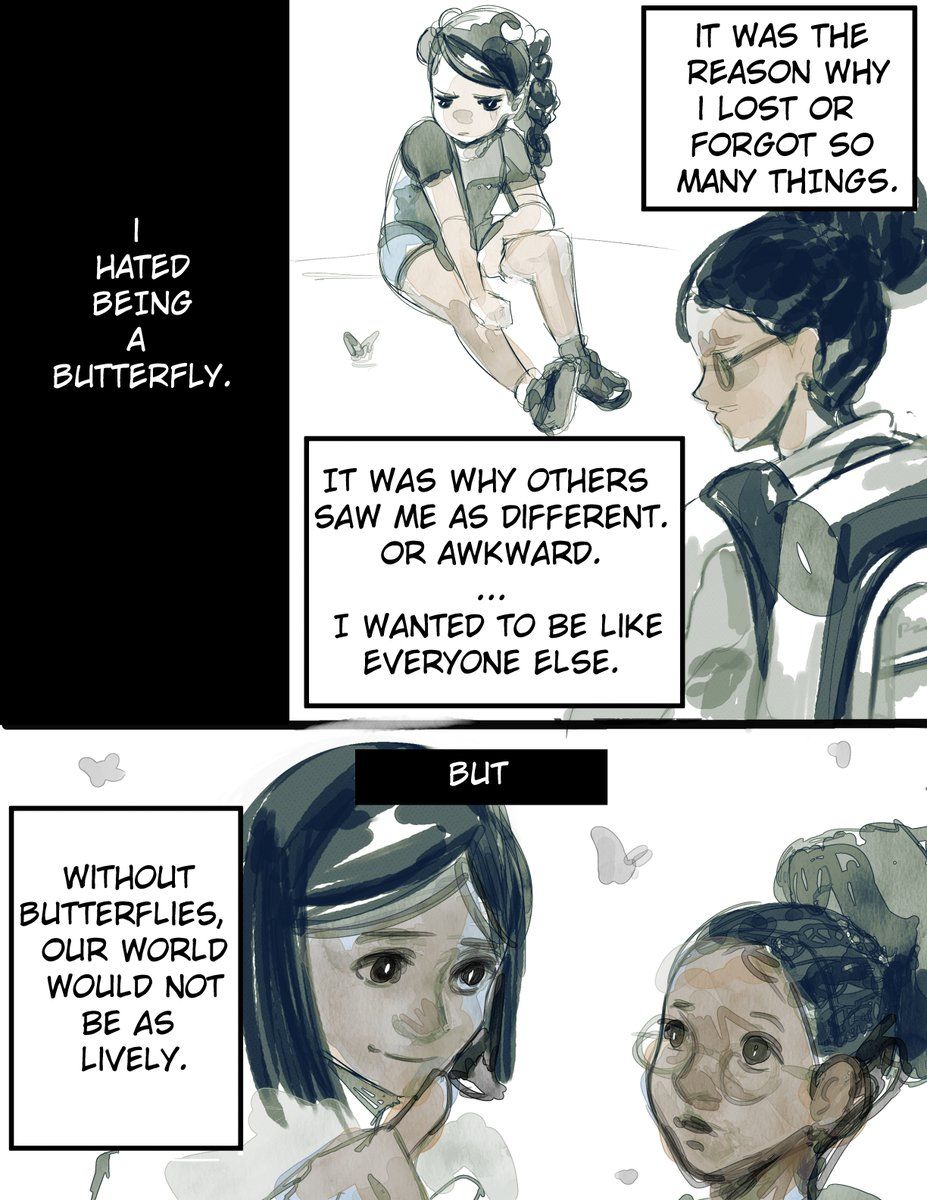 I
HATED
BEING
A
BUTTERFLY.
IT WAS THE
REASON WHY
I LOST OR
FORGOT SO
MANY THINGS.
IT WAS WHY OTHERS
SAW ME AS DIFFERENT.
OR AWKWARD.
...
I WANTED TO BE LIKE
EVERYONE ELSE.
BUT
WITHOUT
BUTTERFLIES,
OUR WORLD
WOULD NOT
BE AS
LIVELY.